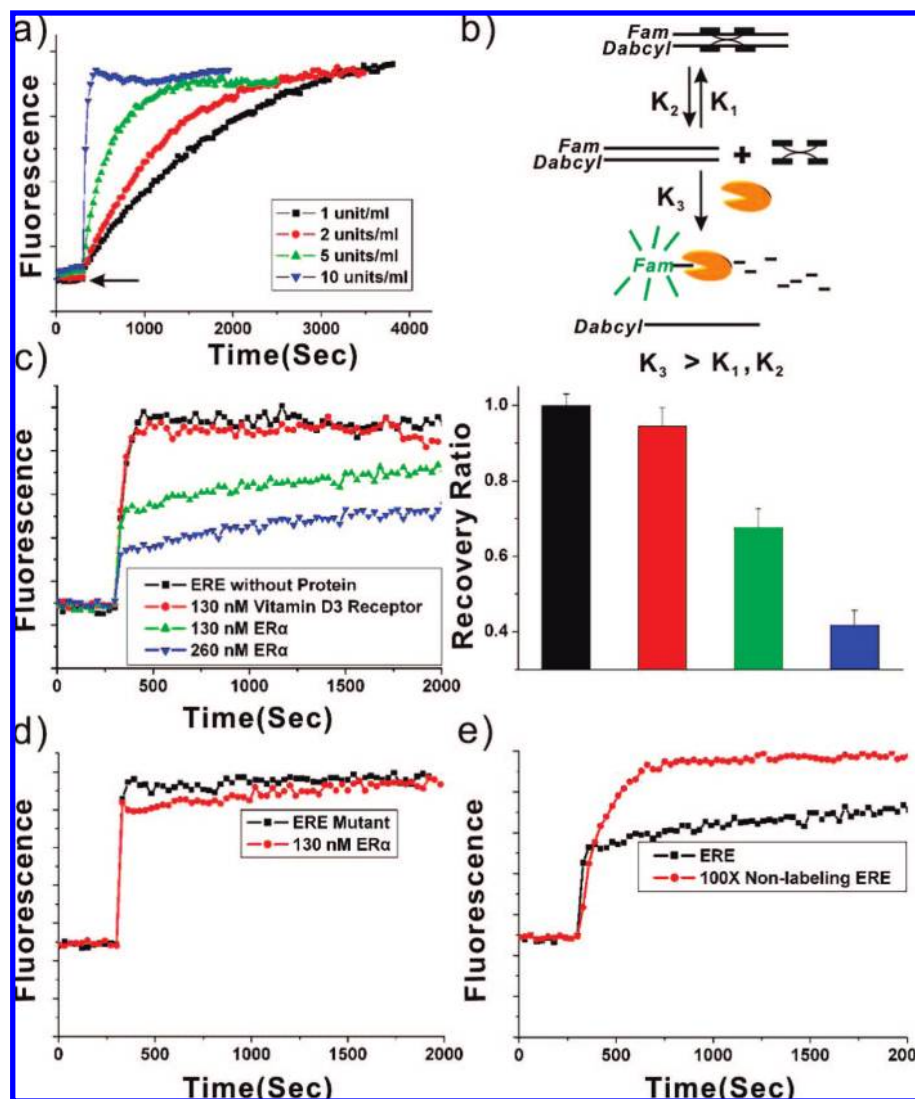 a)
Fluorescence
1 unit/ml
2 units/ml
5 units/ml
10 units/ml
0 1000 2000 3000 4000
Time(Sec)
b)
Fam
Dabcyl
K2 K1
Fam
Dabcyl
+
K3
Fam
Dabcyl
K3 > K1, K2
c)
Fluorescence
ERE without Protein
130 nM Vitamin D3 Receptor
130 nM ERα
260 nM ERα
0 500 1000 1500 2000
Time(Sec)
Recovery Ratio
1.0
0.8
0.6
0.4
d)
Fluorescence
ERE Mutant
130 nM ERα
0 500 1000 1500 2000
Time(Sec)
e)
Fluorescence
ERE
100X Non-labeling ERE
0 500 1000 1500 200
Time(Sec)